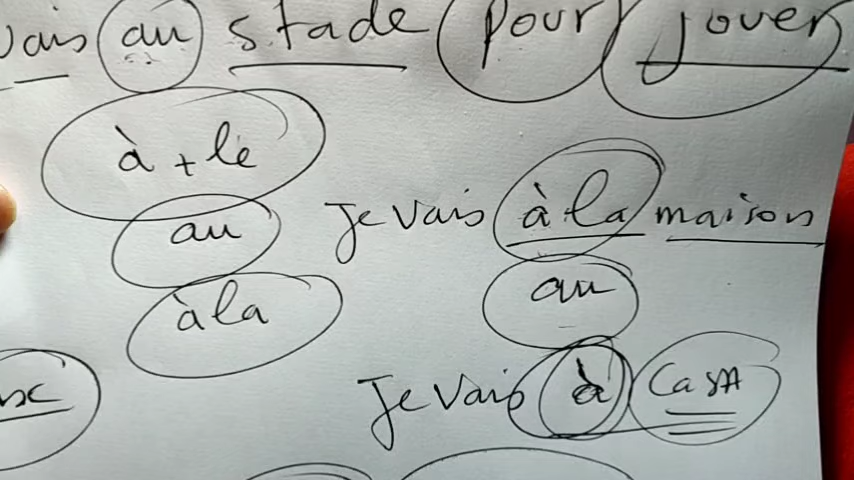 vais au stade pour jouer
à + le
au
Je vais à la maison
à la
au
Je vais à CasA